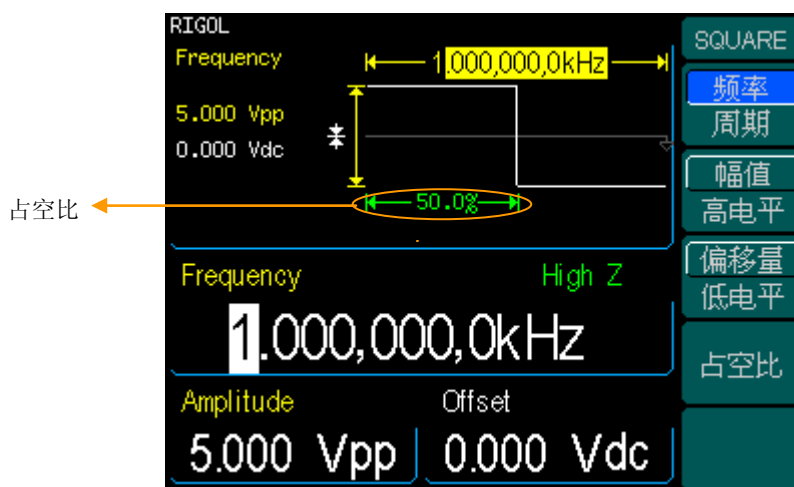 RIGOL
Frequency
1.000,000,0kHz
5.000 Vpp
0.000 Vdc
50.0%
占空比
Frequency
High Z
1.000,000,0kHz
Amplitude
Offset
5.000 Vpp
0.000 Vdc
SQUARE
频率
周期
幅值
高电平
偏移量
低电平
占空比